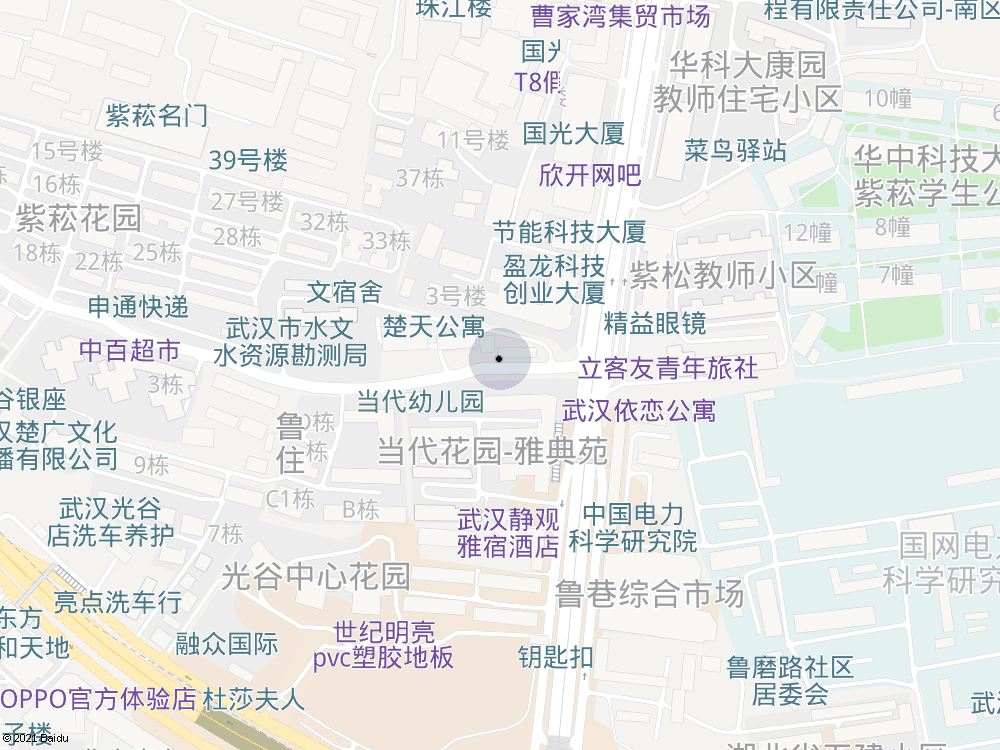 珠江楼
曹家湾集贸市场
程有限责任公司-南区
国光
T8假
楼
华科大康园
教师住宅小区
10幢
紫菘名门
11号楼
国光大厦
15号楼
39号楼
菜鸟驿站
华中科技大
紫菘学生公
16栋
37栋
欣开网吧
27号楼
紫菘花园
32栋
28栋
33栋
节能科技大厦
12幢
8幢
18栋
22栋
25栋
盈龙科技
创业大厦
紫松教师小区
幢
7幢
文宿舍
3号楼
申通快递
武汉市水文
水资源勘测局
楚天公寓
精益眼镜
中百超市
立客友青年旅社
3栋
谷银座
当代幼儿园
武汉依恋公寓
汉楚广文化
播有限公司
鲁
住
栋
栋
当代花园-雅典苑
9栋
C1栋
B栋
武汉光谷
店洗车养护
7栋
武汉静观
雅宿酒店
中国电力
科学研究院
国网电力
科学研究
光谷中心花园
鲁巷综合市场
亮点洗车行
东方
和天地
融众国际
世纪明亮
pvc塑胶地板
钥匙扣
鲁磨路社区
居委会
OPPO官方体验店
杜莎夫人
武汉
子楼
© 2021 Baidu